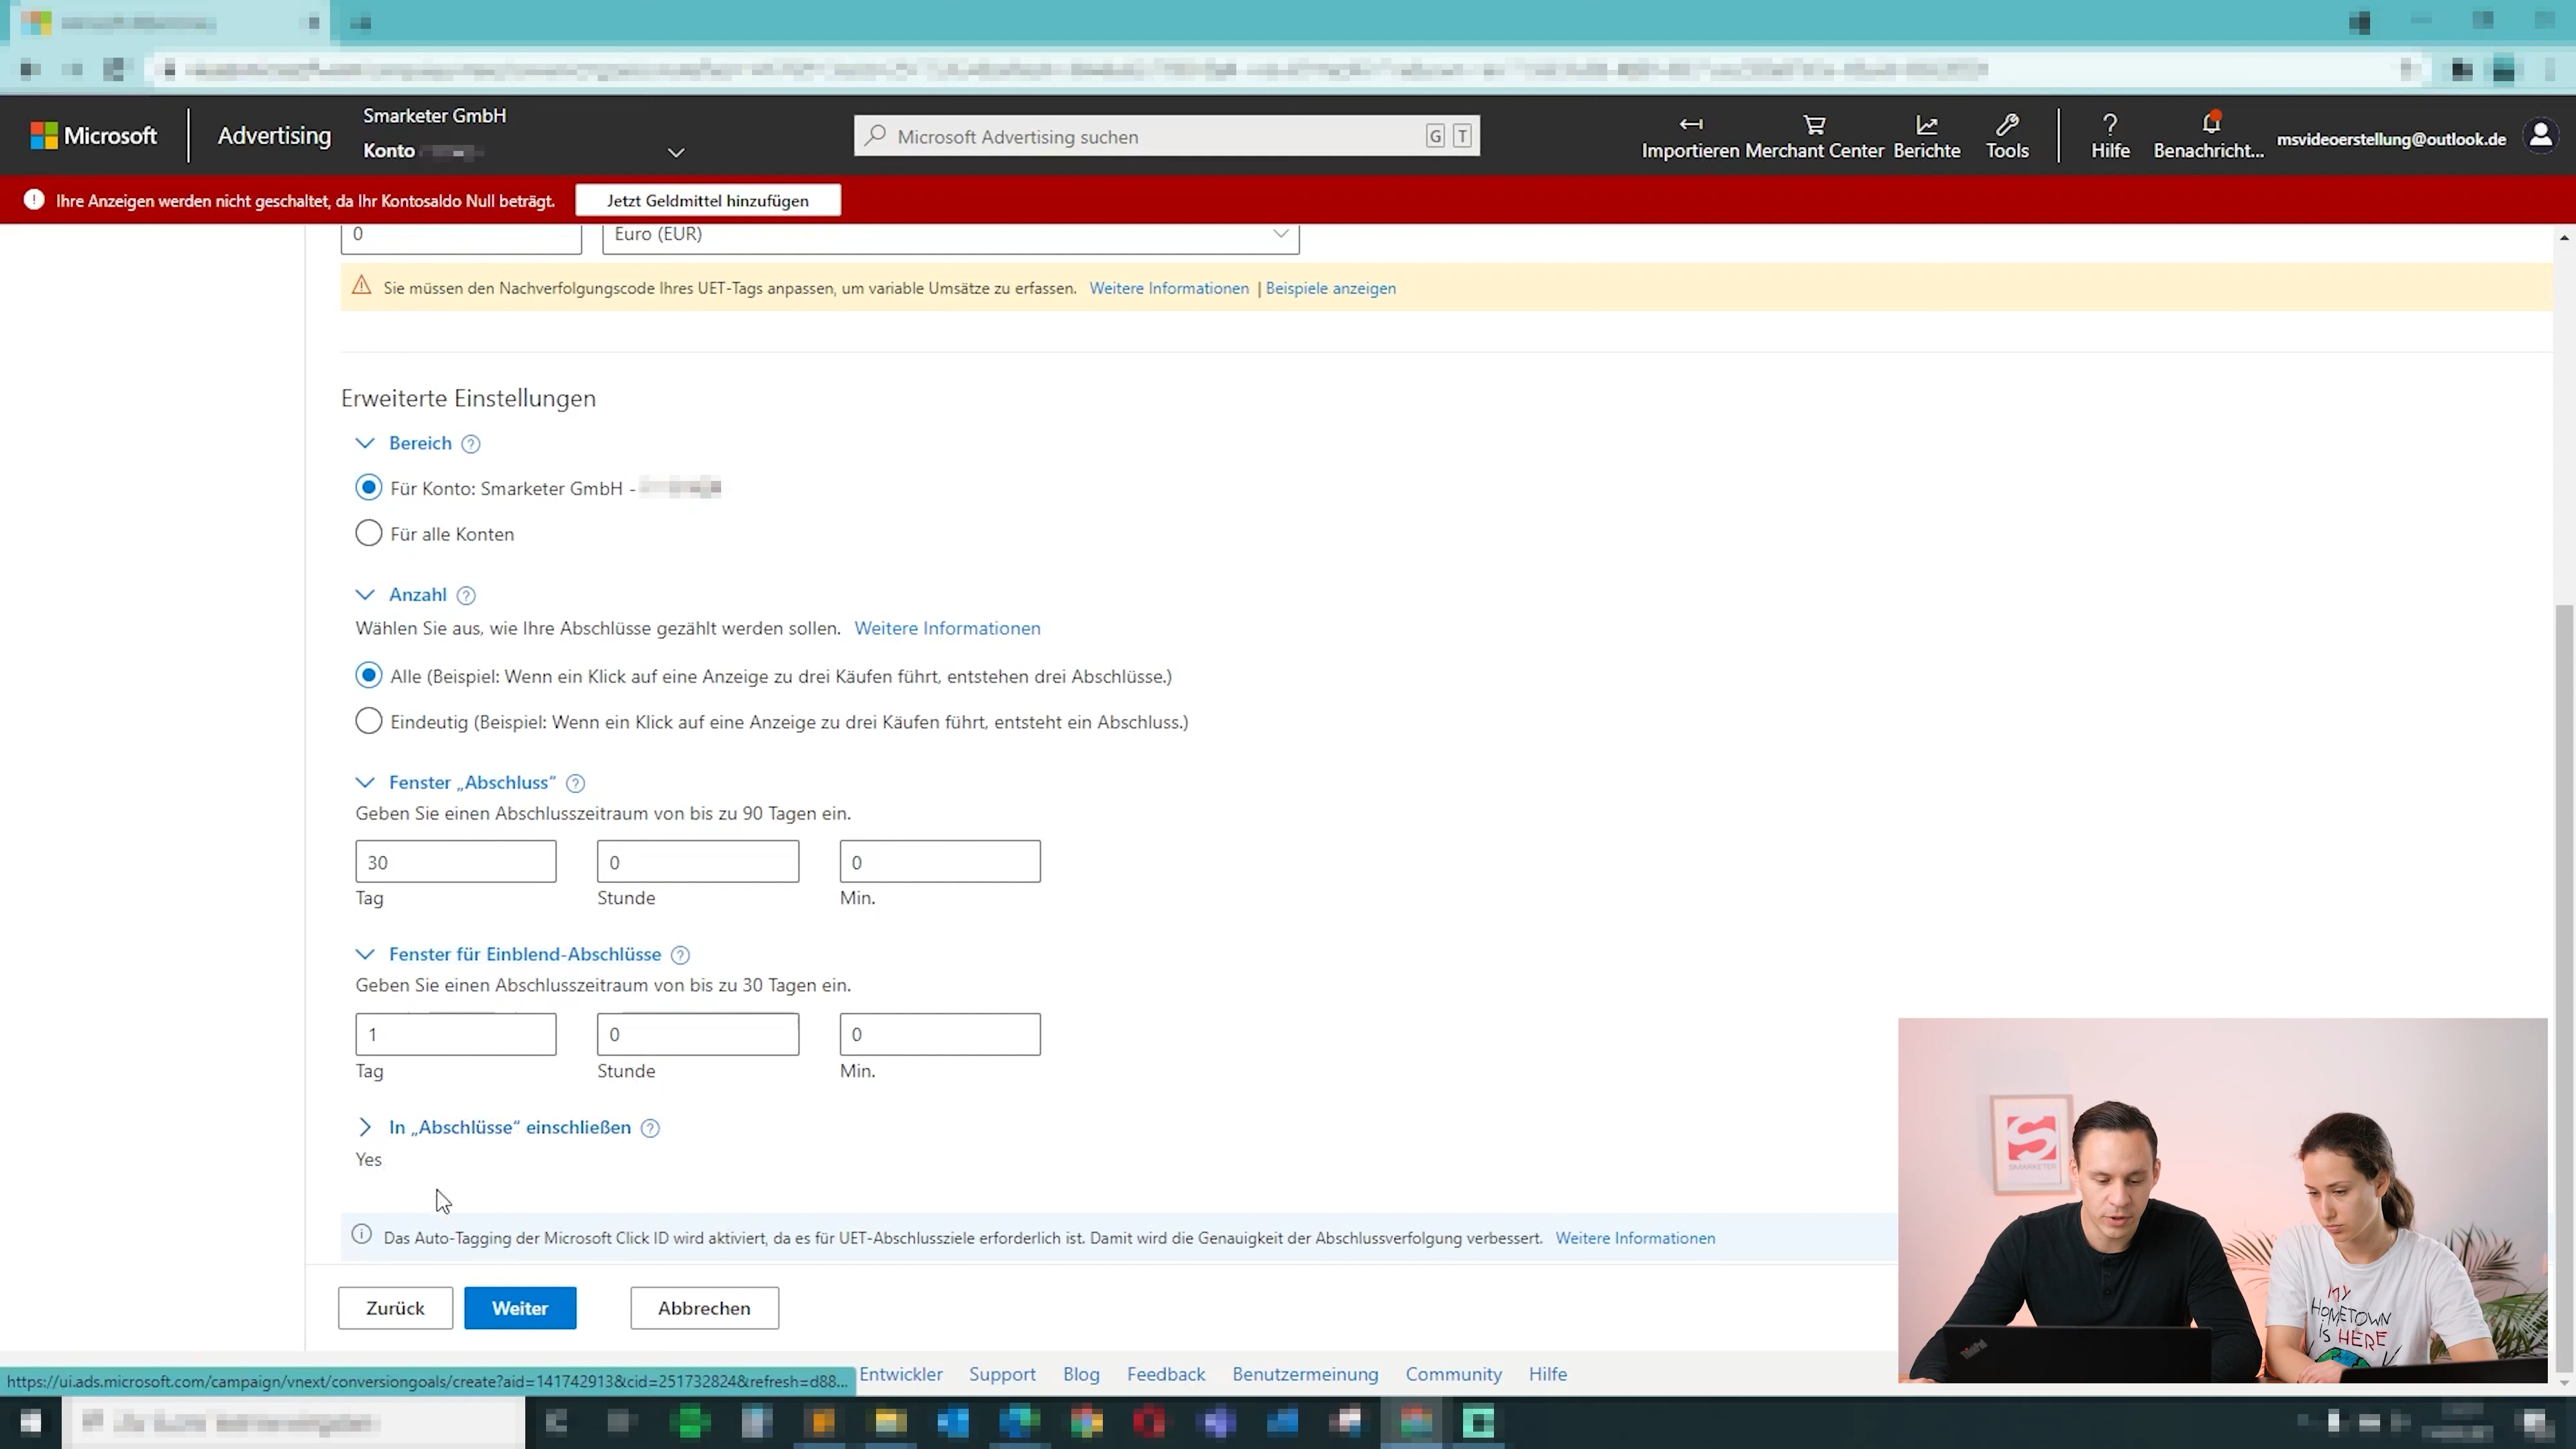 Microsoft
Advertising
Smarketer GmbH
Konto
Microsoft Advertising suchen
G T
Importieren
Merchant Center
Berichte
Tools
Hilfe
Benachricht...
msvideoerstellung@outlook.de
Ihre Anzeigen werden nicht geschaltet, da Ihr Kontosaldo Null beträgt.
Jetzt Geldmittel hinzufügen
0
Euro (EUR)
Sie müssen den Nachverfolgungscode Ihres UET-Tags anpassen, um variable Umsätze zu erfassen. Weitere Informationen | Beispiele anzeigen
Erweiterte Einstellungen
Bereich ?
Für Konto: Smarketer GmbH -
Für alle Konten
Anzahl ?
Wählen Sie aus, wie Ihre Abschlüsse gezählt werden sollen. Weitere Informationen
Alle (Beispiel: Wenn ein Klick auf eine Anzeige zu drei Käufen führt, entstehen drei Abschlüsse.)
Eindeutig (Beispiel: Wenn ein Klick auf eine Anzeige zu drei Käufen führt, entsteht ein Abschluss.)
Fenster „Abschluss“ ?
Geben Sie einen Abschlusszeitraum von bis zu 90 Tagen ein.
30 0 0
Tag Stunde Min.
Fenster für Einblend-Abschlüsse ?
Geben Sie einen Abschlusszeitraum von bis zu 30 Tagen ein.
1 0 0
Tag Stunde Min.
In „Abschlüsse“ einschließen ?
Yes
Das Auto-Tagging der Microsoft Click ID wird aktiviert, da es für UET-Abschlussziele erforderlich ist. Damit wird die Genauigkeit der Abschlussverfolgung verbessert. Weitere Informationen
Zurück
Weiter
Abbrechen
https://ui.ads.microsoft.com/campaign/vnext/conversiongoals/create?aid=141742913&cid=251732824&refresh=d88...
Entwickler Support Blog Feedback Benutzermeinung Community Hilfe
SMARKETER
ThinkPad
MY
HOMETOWN
iS HERE